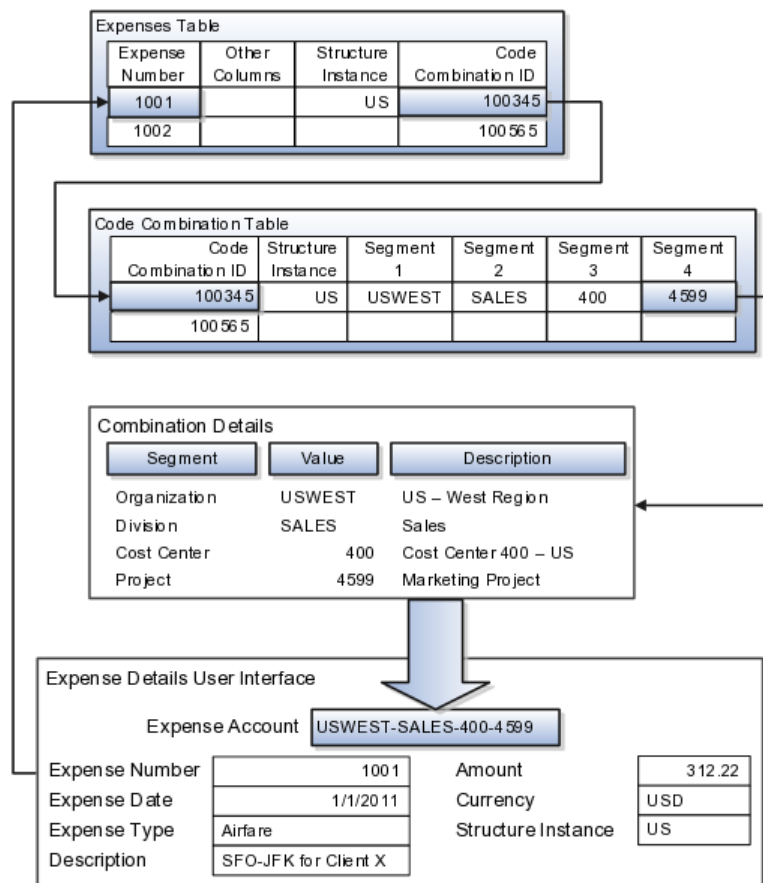 Expenses Table
Expense Number Other Columns Structure Instance Code Combination ID
1001 US 100345
1002 100565
Code Combination Table
Code Combination ID Structure Instance Segment 1 Segment 2 Segment 3 Segment 4
100345 US USWEST SALES 400 4599
100565
Combination Details
Segment Value Description
Organization USWEST US – West Region
Division SALES Sales
Cost Center 400 Cost Center 400 – US
Project 4599 Marketing Project
Expense Details User Interface
Expense Account USWEST-SALES-400-4599
Expense Number 1001 Amount 312.22
Expense Date 1/1/2011 Currency USD
Expense Type Airfare Structure Instance US
Description SFO-JFK for Client X